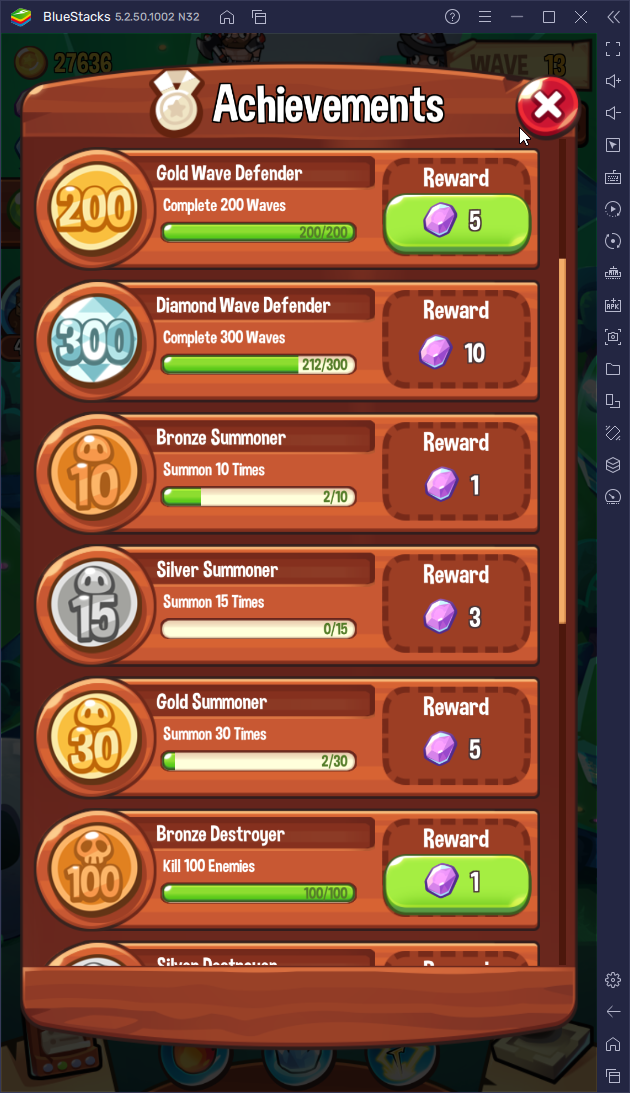 BlueStacks 5.2.50.1002 N32
27636
WAVE 13
Achievements
Gold Wave Defender
Complete 200 Waves
200
200/200
Reward
5
Diamond Wave Defender
Complete 300 Waves
300
212/300
Reward
10
Bronze Summoner
Summon 10 Times
10
2/10
Reward
1
Silver Summoner
Summon 15 Times
15
0/15
Reward
3
Gold Summoner
Summon 30 Times
30
2/30
Reward
5
Bronze Destroyer
Kill 100 Enemies
100
100/100
Reward
1
Silver Destroyer
Reward